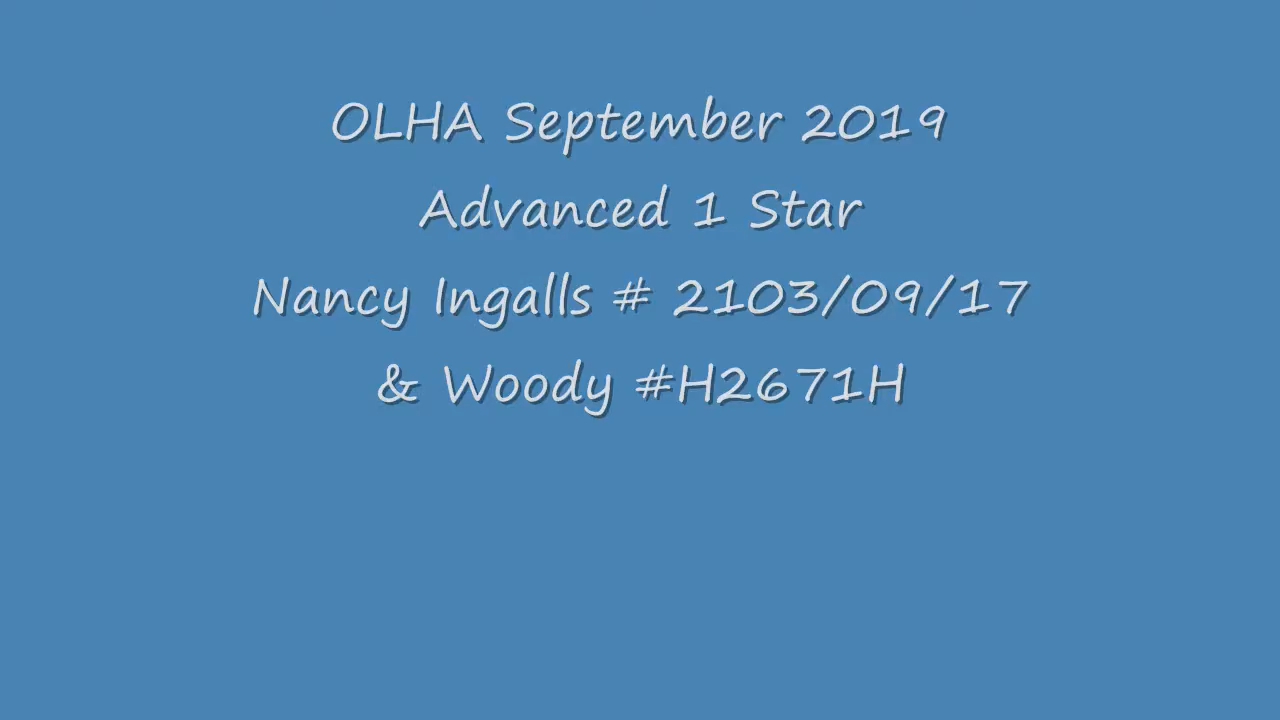 OLHA September 2019
Advanced 1 Star
Nancy Ingalls # 2103/09/17
& Woody #H2671H